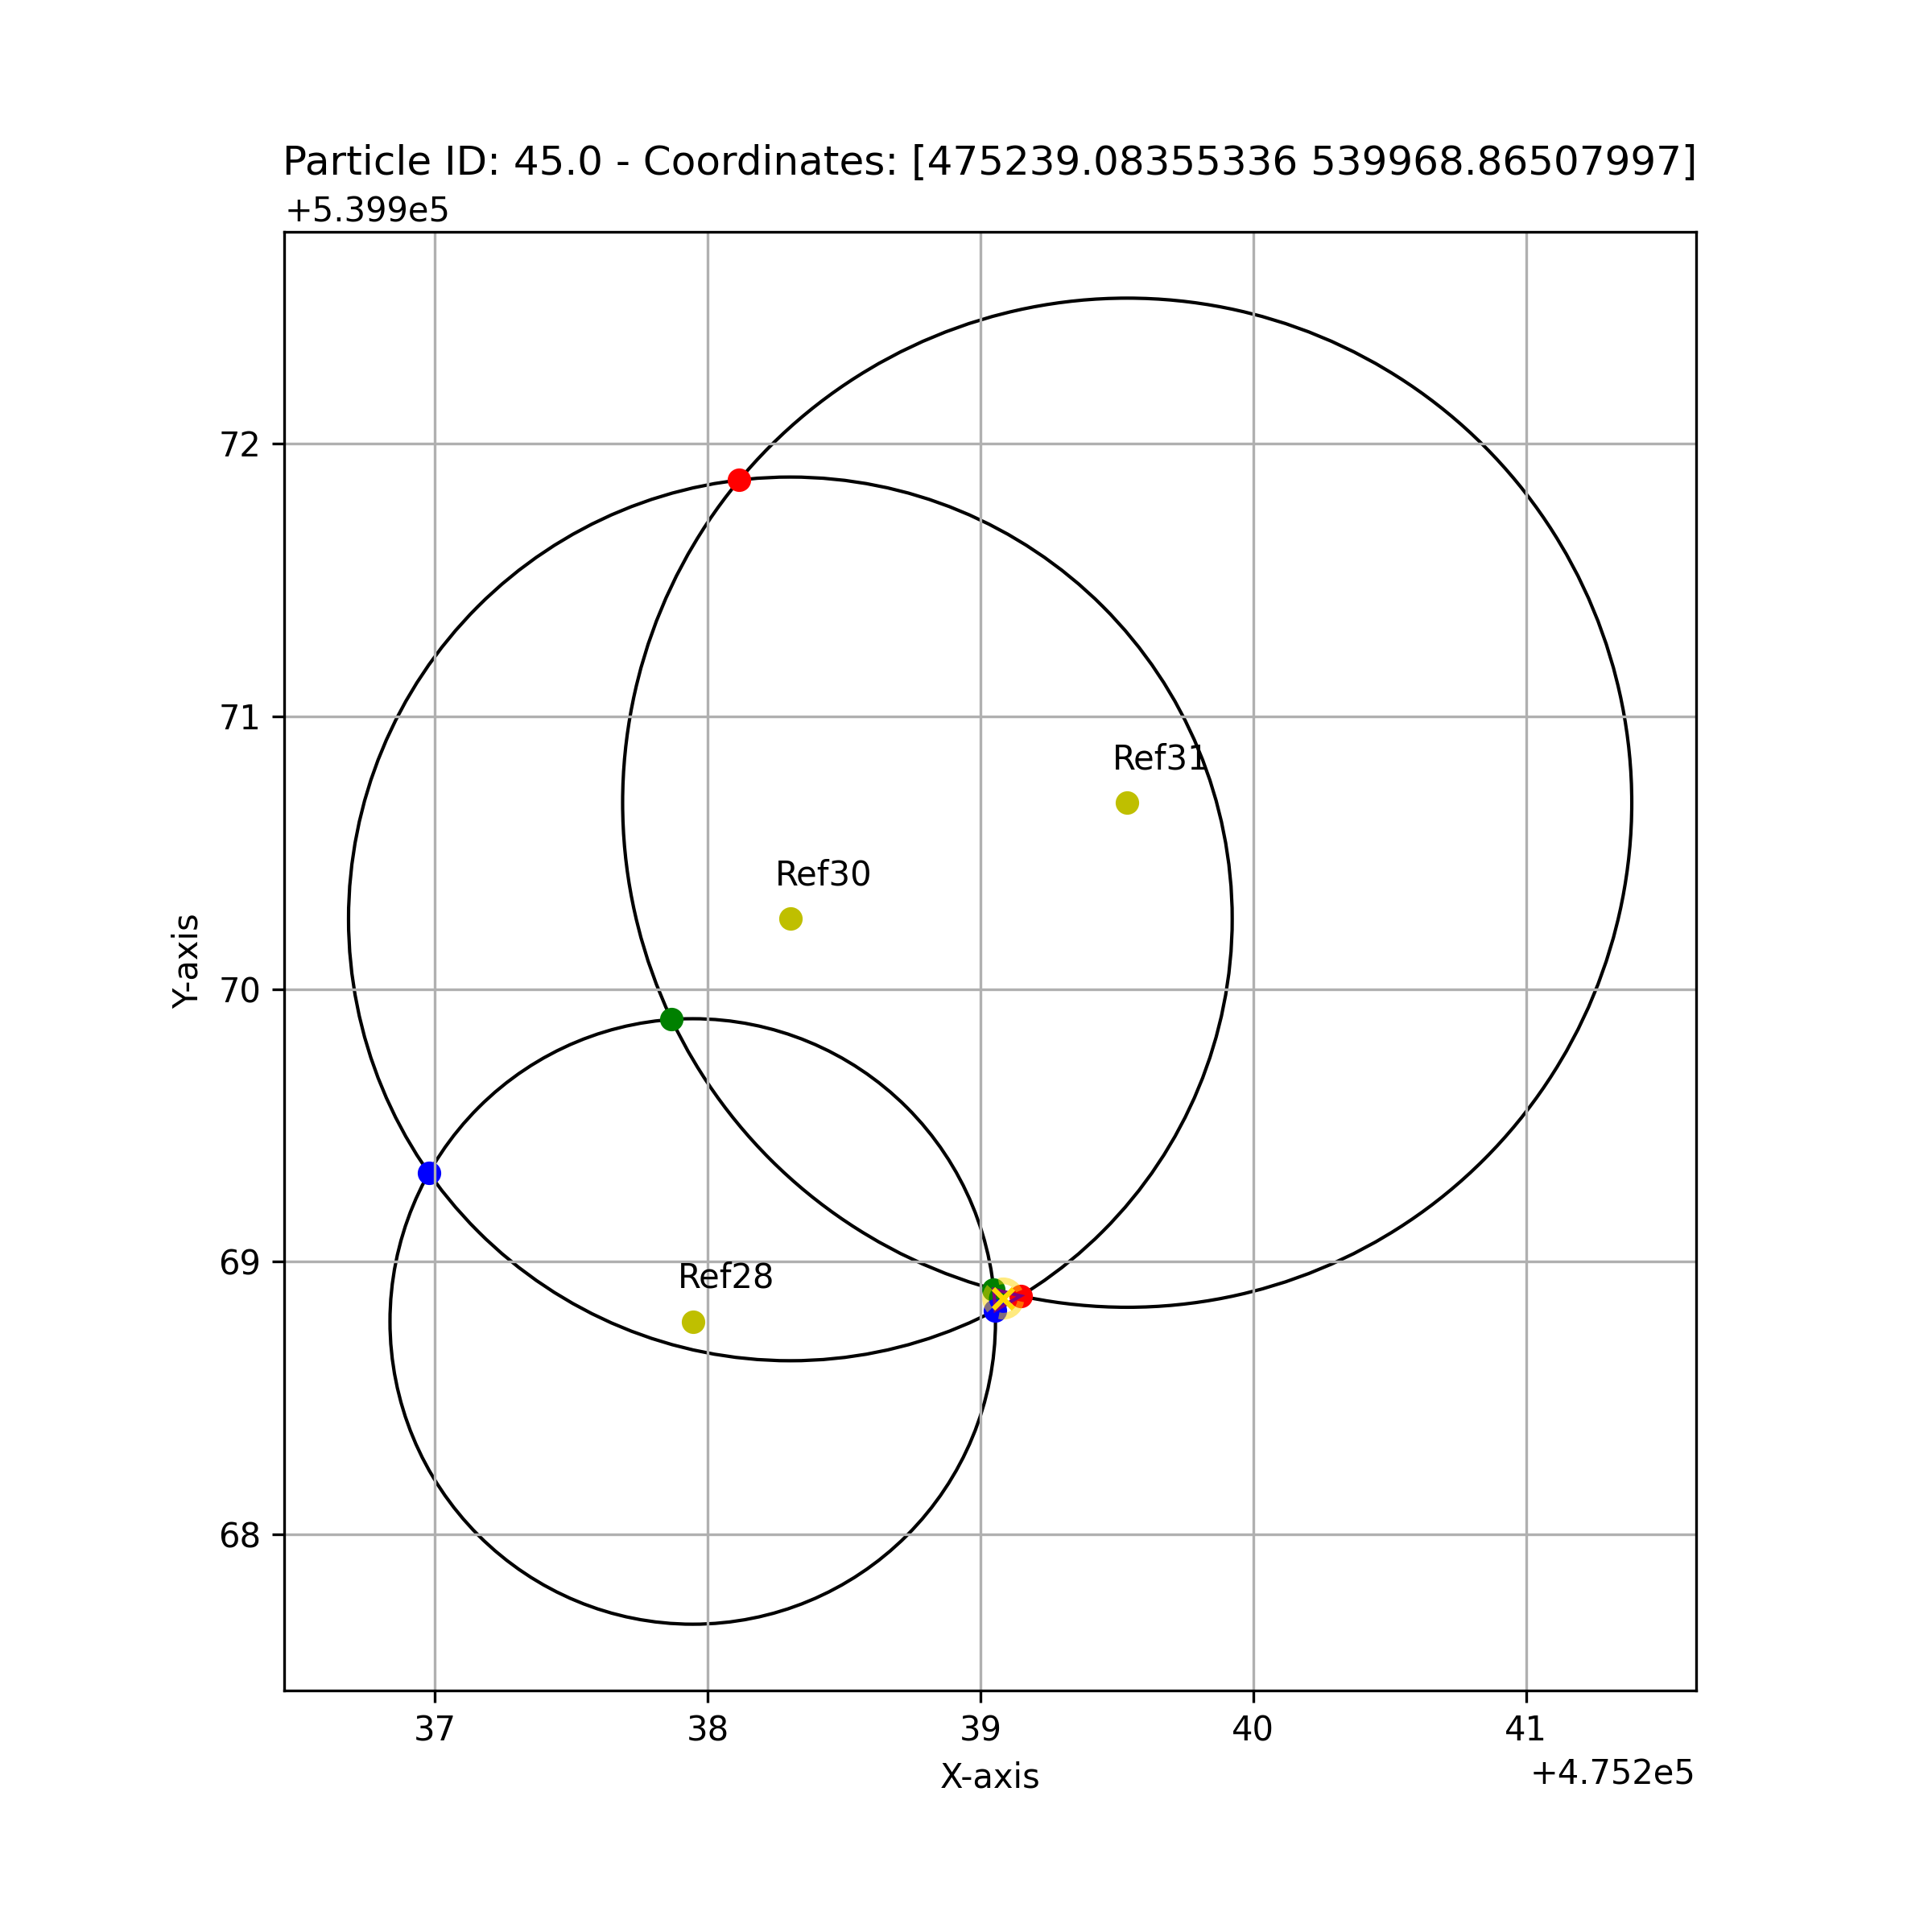 Particle ID: 45.0 - Coordinates: [475239.08355336 539968.86507997]
+5.399e5
72
71
70
69
68
Y-axis
Ref31
Ref30
Ref28
37 38 39 40 41
X-axis
+4.752e5